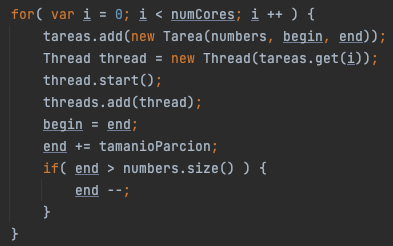 for( var i = 0; i < numCores; i ++ ) {
    tareas.add(new Tarea(numbers, begin, end));
    Thread thread = new Thread(tareas.get(i));
    thread.start();
    threads.add(thread);
    begin = end;
    end += tamanioParcion;
    if( end > numbers.size() ) {
        end --;
    }
}